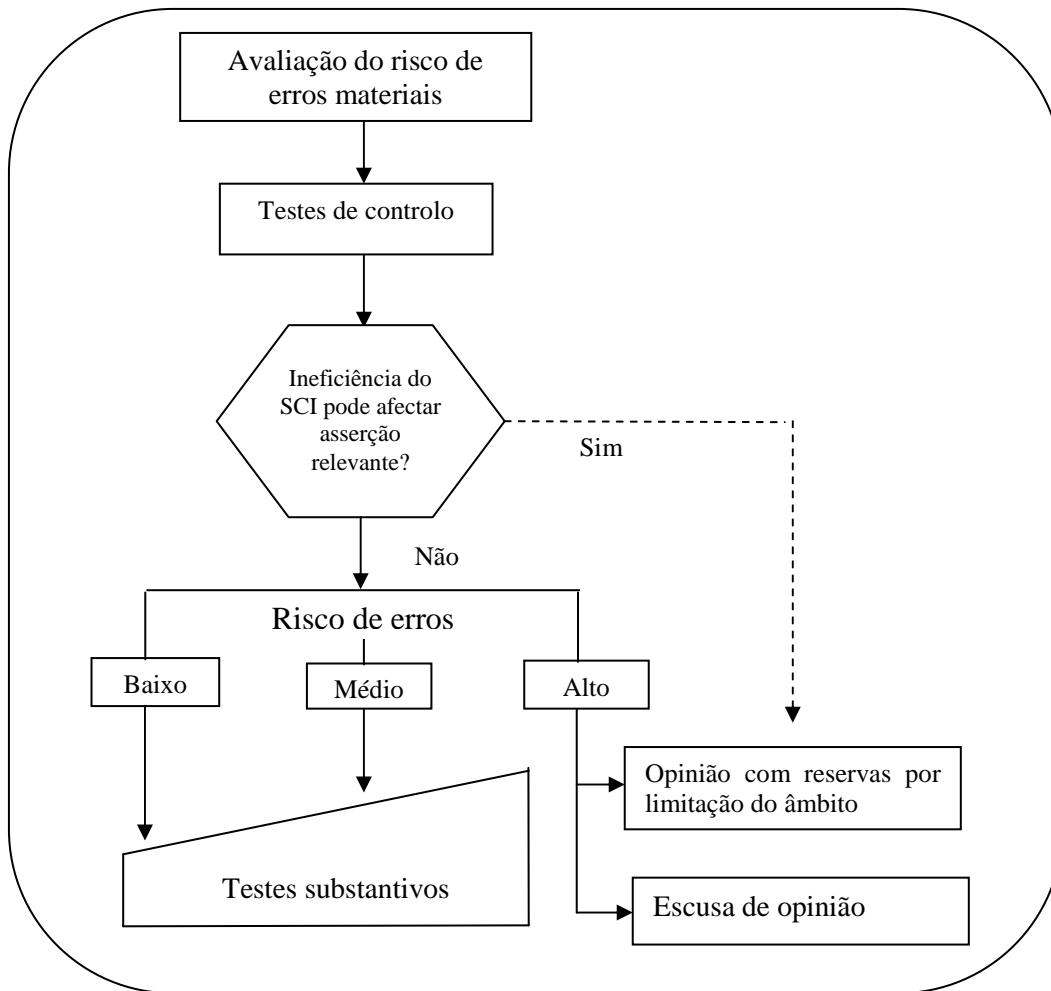 Avaliação do risco de
erros materiais
Testes de controlo
Ineficiência do
SCI pode afectar
asserção
relevante?
Sim
Não
Risco de erros
Baixo
Médio
Alto
Opinião com reservas por
limitação do âmbito
Testes substantivos
Escusa de opinião